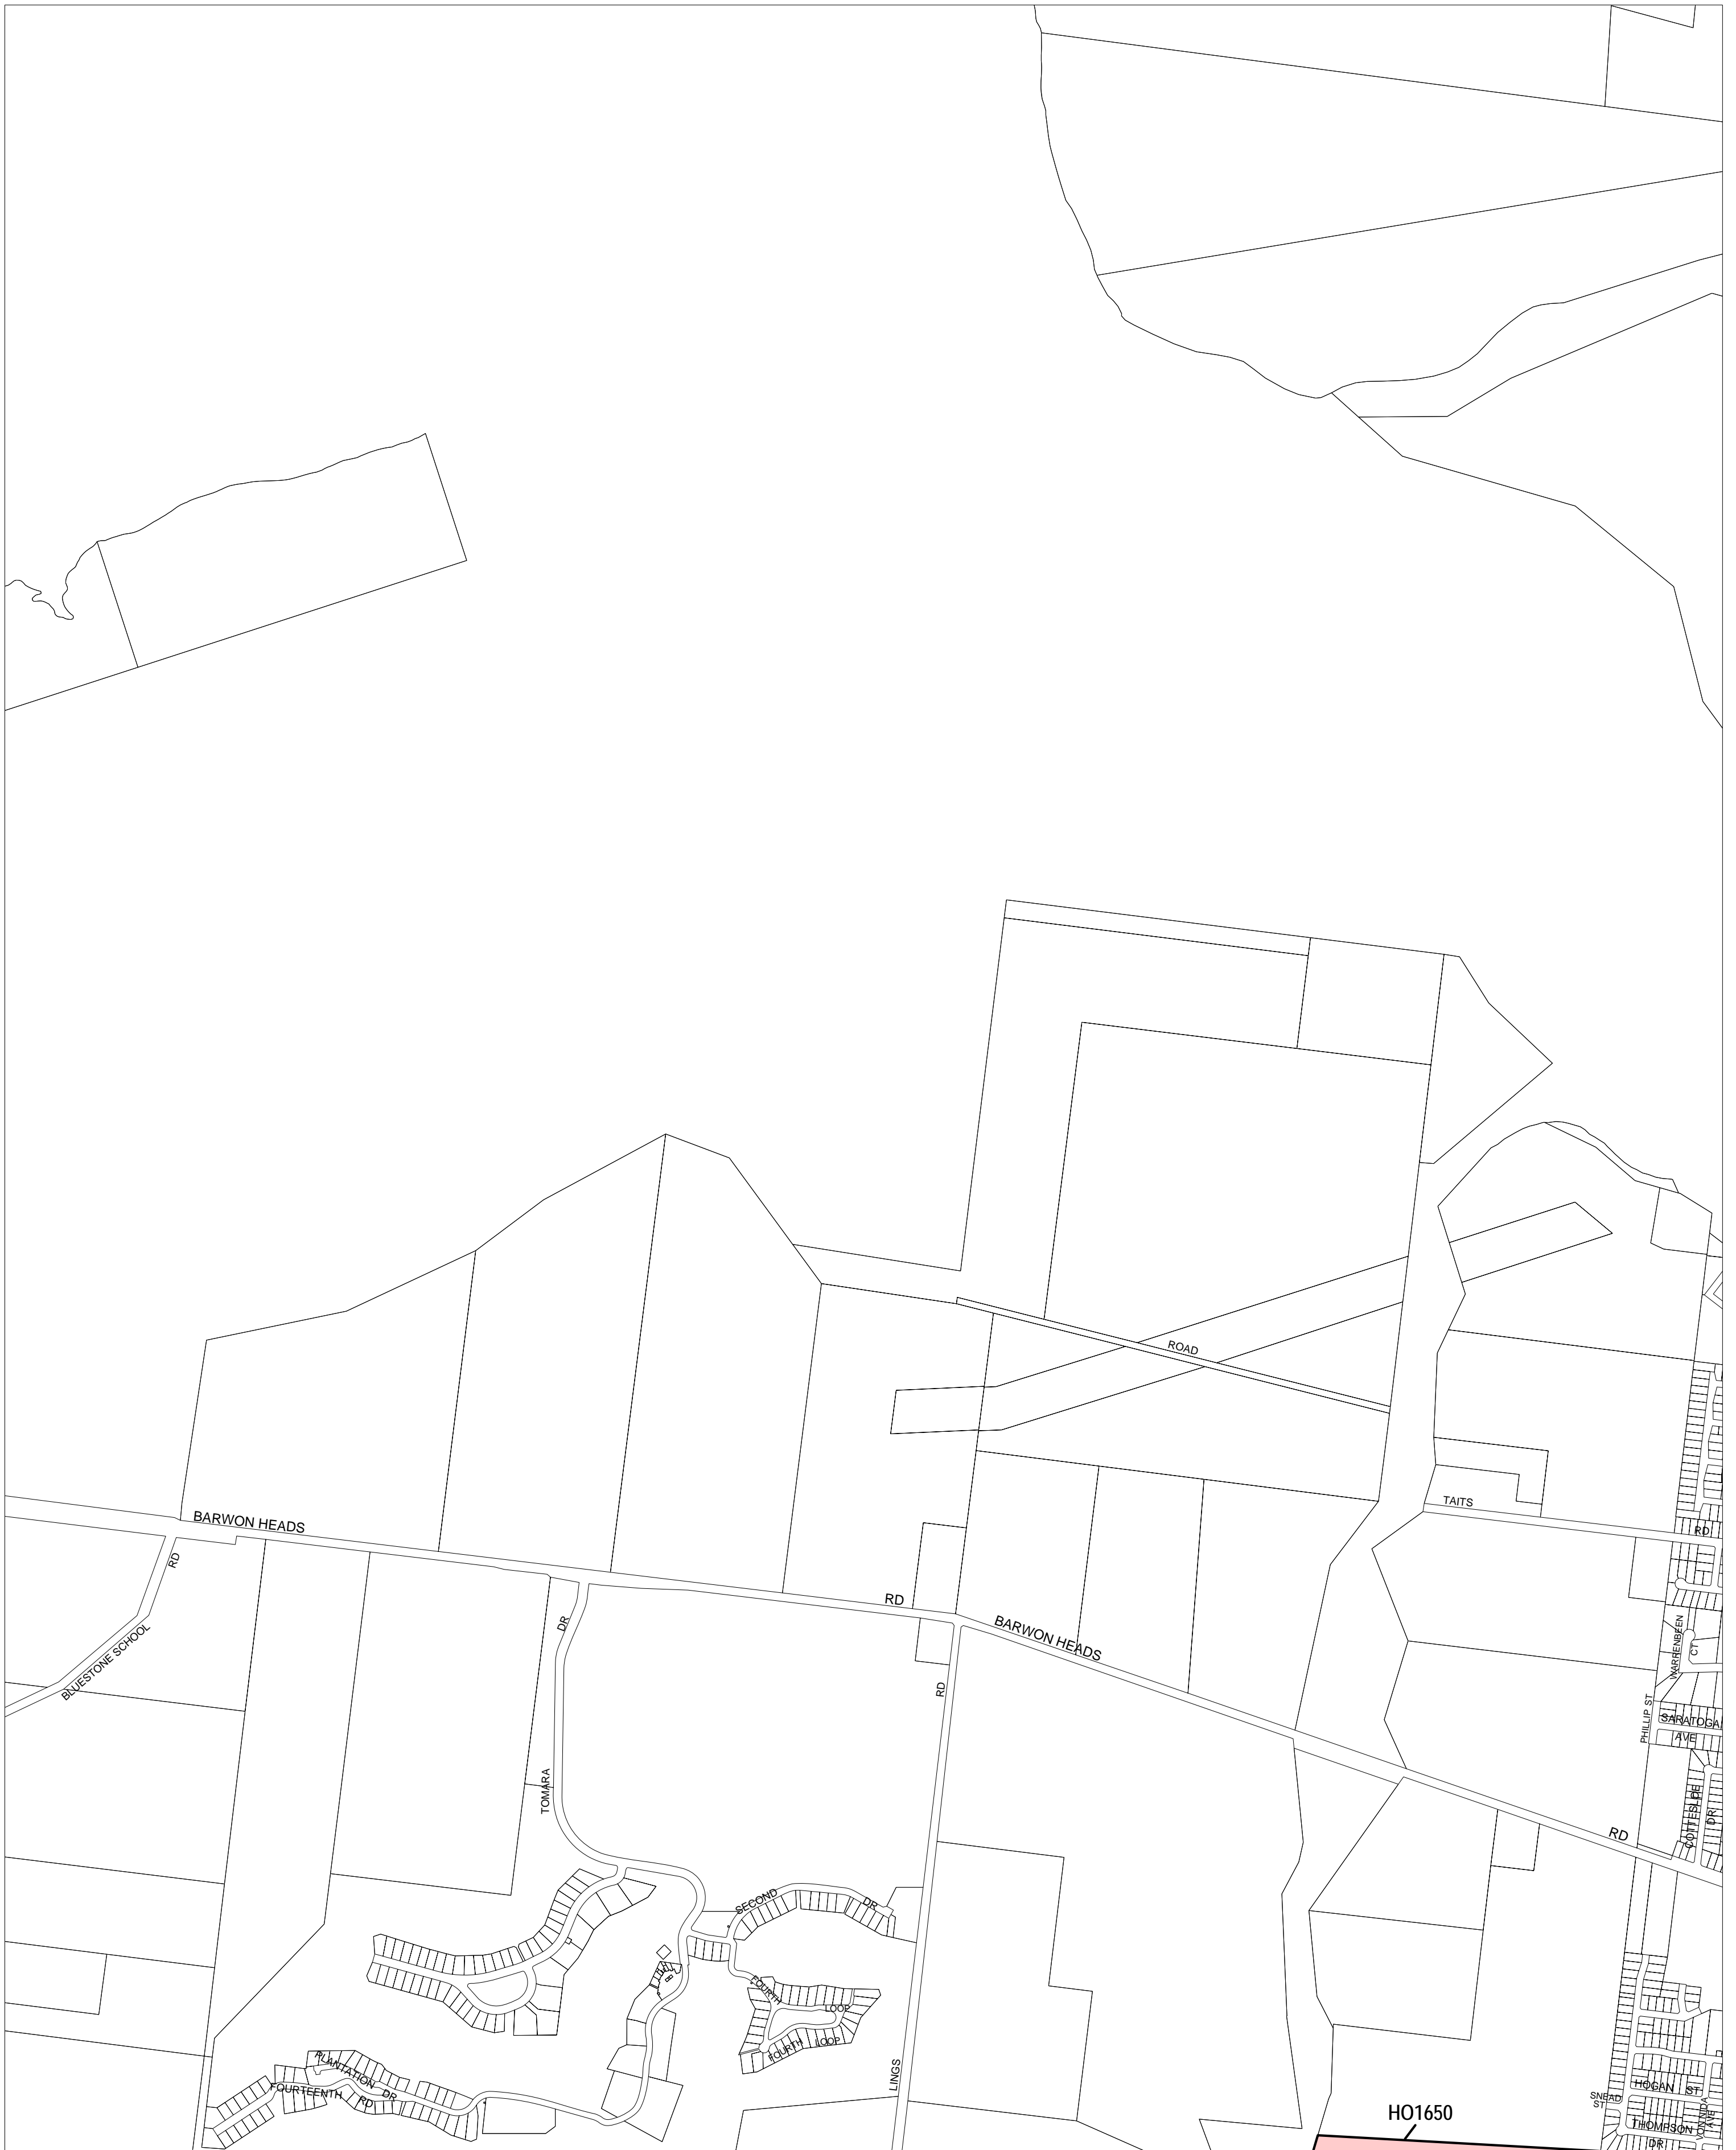 ROAD
TAITS
RD
BARWON HEADS
RD
BLUESTONE SCHOOL
DR
TOMARA
RD
BARWON HEADS
RD
RD
LINGS
WARRENBEEN
CT
PHILLIP ST
SARATOGA
AVE
COTTESLOE
DR
SECOND
DR
FOURTH
LOOP
FOURTH LOOP
PLANTATION DR
FOURTEENTH
RD
HOGAN ST
SNEAD
ST
THOMPSON
DR
AVE
HO1650